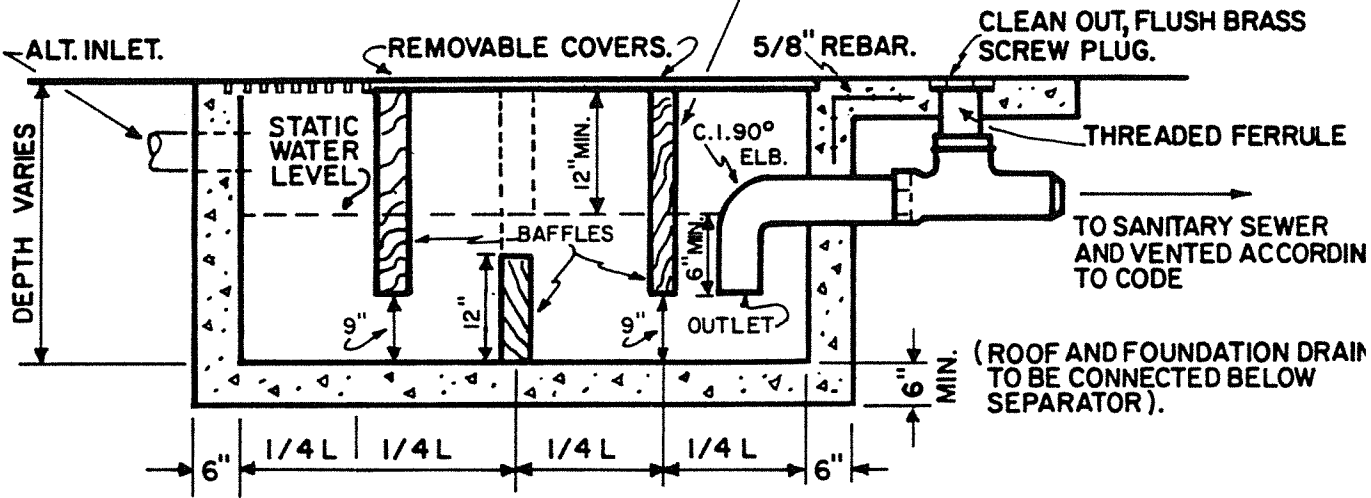 ALT. INLET.
REMOVABLE COVERS.
5/8" REBAR.
CLEAN OUT, FLUSH BRASS
SCREW PLUG.
STATIC
WATER
LEVEL
12" MIN.
C.I. 90°
ELB.
THREADED FERRULE
DEPTH VARIES
BAFFLES
6" MIN.
TO SANITARY SEWER
AND VENTED ACCORDIN
TO CODE
9"
12"
9"
OUTLET
6"
MIN.
(ROOF AND FOUNDATION DRAIN
TO BE CONNECTED BELOW
SEPARATOR).
6"
1/4 L
1/4 L
1/4 L
1/4 L
6"